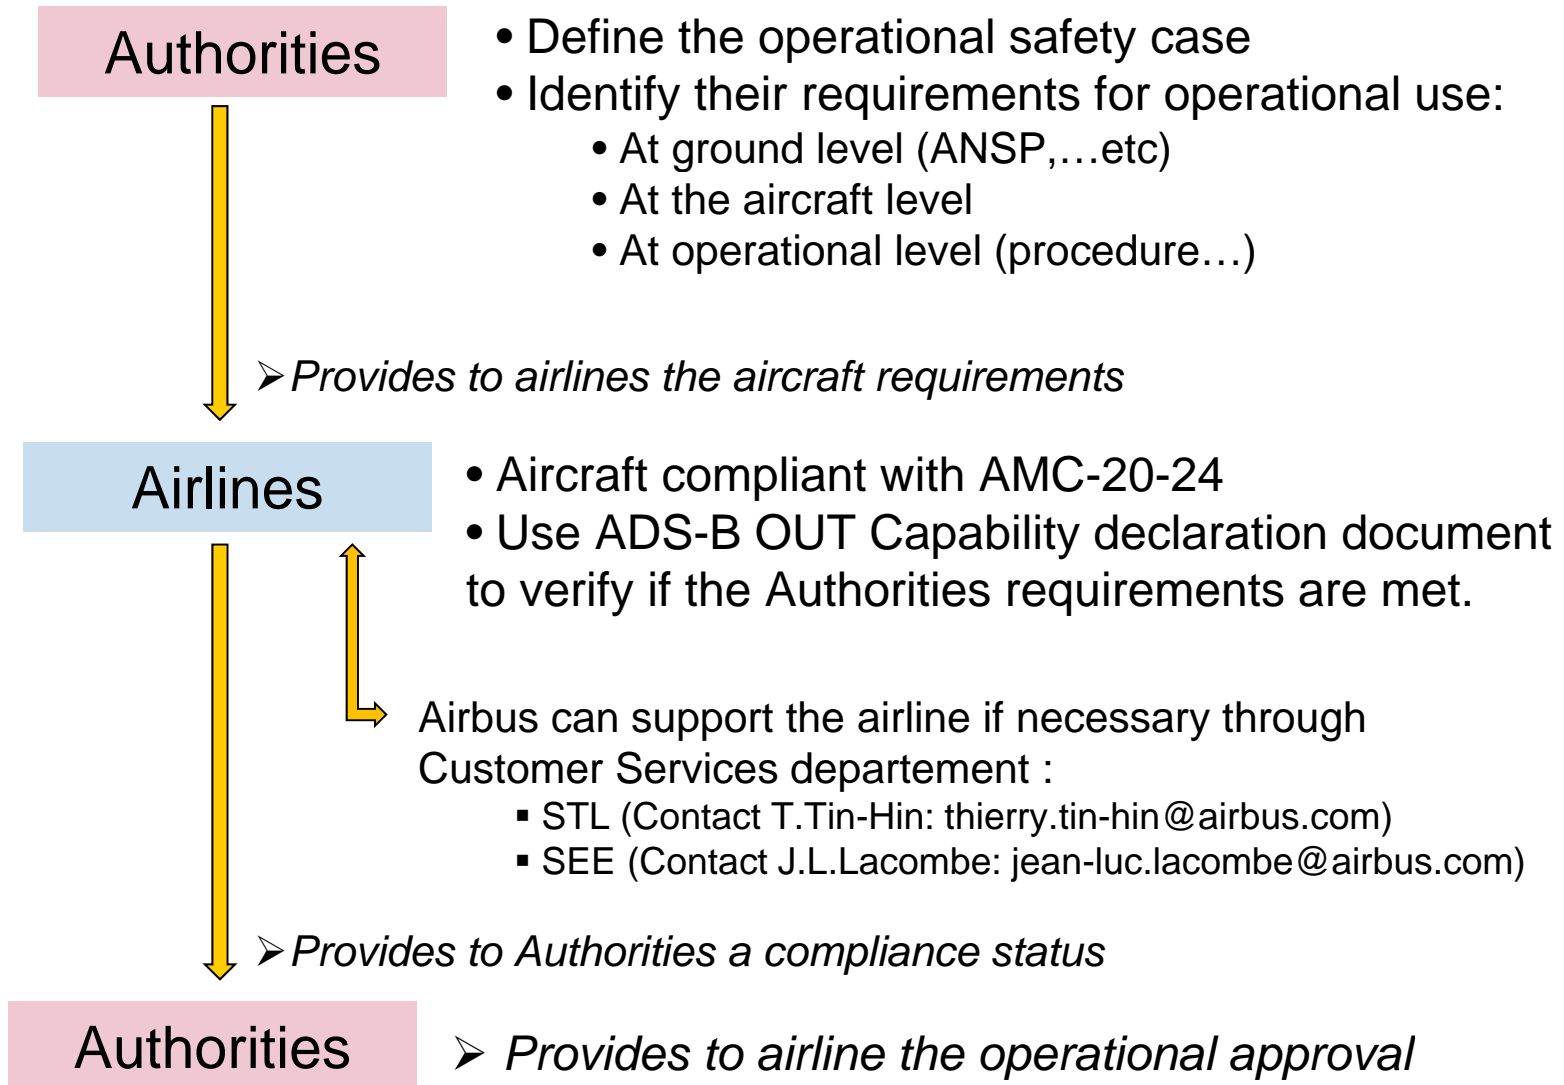 Authorities
• Define the operational safety case
• Identify their requirements for operational use:
• At ground level (ANSP,…etc)
• At the aircraft level
• At operational level (procedure…)
➢ Provides to airlines the aircraft requirements
Airlines
• Aircraft compliant with AMC-20-24
• Use ADS-B OUT Capability declaration document
to verify if the Authorities requirements are met.
Airbus can support the airline if necessary through
Customer Services departement :
▪ STL (Contact T.Tin-Hin: thierry.tin-hin@airbus.com)
▪ SEE (Contact J.L.Lacombe: jean-luc.lacombe@airbus.com)
➢ Provides to Authorities a compliance status
Authorities
➢ Provides to airline the operational approval